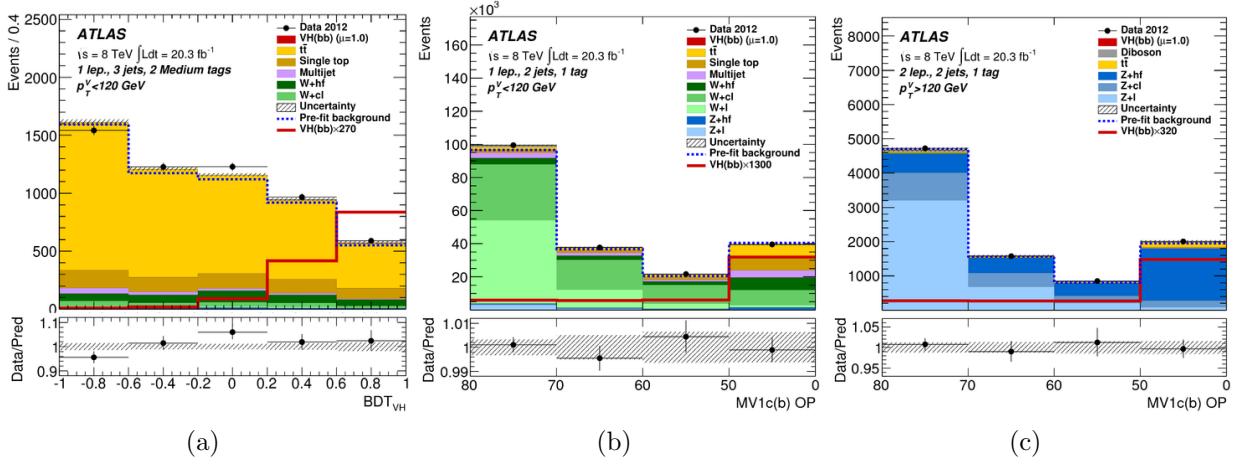 Events / 0.4
2500
2000
1500
1000
500
0
ATLAS
√s = 8 TeV ∫Ldt = 20.3 fb⁻¹
1 lep., 3 jets, 2 Medium tags
p_T^V<120 GeV
Data 2012
VH(bb) (μ=1.0)
tt̄
Single top
Multijet
W+hf
W+cl
Uncertainty
Pre-fit background
VH(bb)×270
Data/Pred
1.1
1
0.9
-1 -0.8 -0.6 -0.4 -0.2 0 0.2 0.4 0.6 0.8 1
BDT_VH
(a)
Events
×10³
160
140
120
100
80
60
40
20
0
ATLAS
√s = 8 TeV ∫Ldt = 20.3 fb⁻¹
1 lep., 2 jets, 1 tag
p_T^V<120 GeV
Data 2012
VH(bb) (μ=1.0)
tt̄
Single top
Multijet
W+hf
W+cl
W+l
Z+hf
Z+l
Uncertainty
Pre-fit background
VH(bb)×1300
Data/Pred
1.01
1
0.99
80 70 60 50 0
MV1c(b) OP
(b)
Events
8000
7000
6000
5000
4000
3000
2000
1000
0
ATLAS
√s = 8 TeV ∫Ldt = 20.3 fb⁻¹
2 lep., 2 jets, 1 tag
p_T^V>120 GeV
Data 2012
VH(bb) (μ=1.0)
Diboson
tt̄
Z+hf
Z+cl
Z+l
Uncertainty
Pre-fit background
VH(bb)×320
Data/Pred
1.05
1
0.95
80 70 60 50 0
MV1c(b) OP
(c)